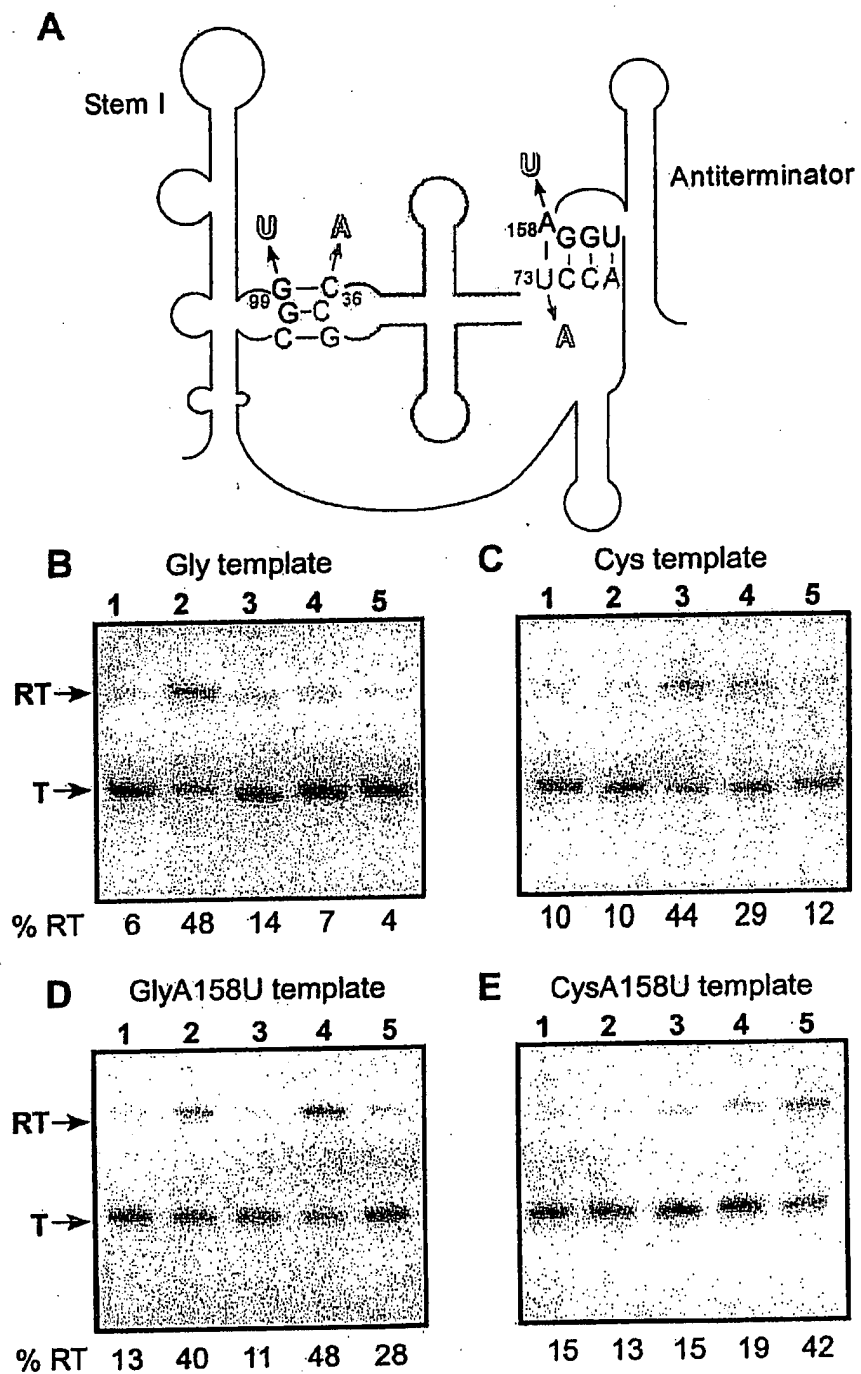 A
Stem I
Antiterminator
U
A
U
158 A G G U
73 U C C A
A
99 G C 36
G C
C G
B
Gly template
1 2 3 4 5
RT
T
% RT 6 48 14 7 4
C
Cys template
1 2 3 4 5
10 10 44 29 12
D
GlyA158U template
1 2 3 4 5
RT
T
% RT 13 40 11 48 28
E
CysA158U template
1 2 3 4 5
15 13 15 19 42